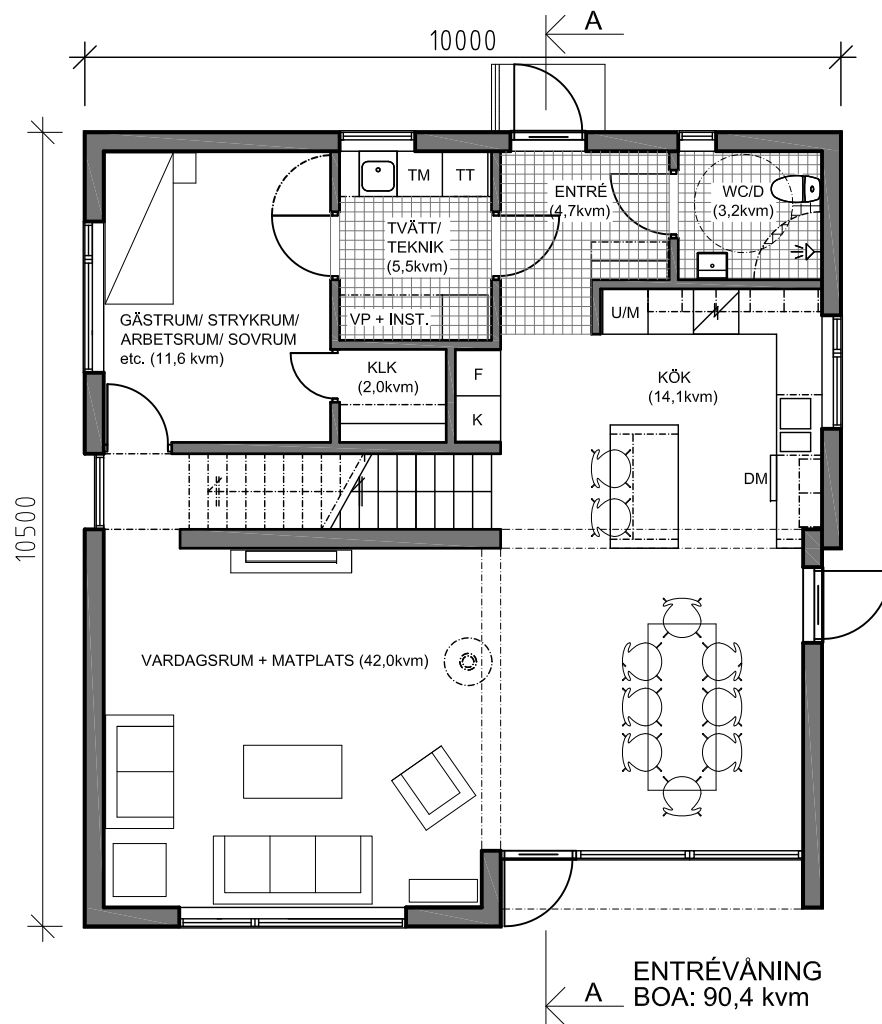 10000
A
TM
TT
ENTRÉ
(4,7kvm)
WC/D
(3,2kvm)
TVÄTT/
TEKNIK
(5,5kvm)
VP + INST.
U/M
GÄSTRUM/ STRYKRUM/
ARBETSRUM/ SOVRUM
etc. (11,6 kvm)
KLK
(2,0kvm)
F
K
KÖK
(14,1kvm)
DM
10500
VARDAGSRUM + MATPLATS (42,0kvm)
A
ENTRÉVÅNING
BOA: 90,4 kvm